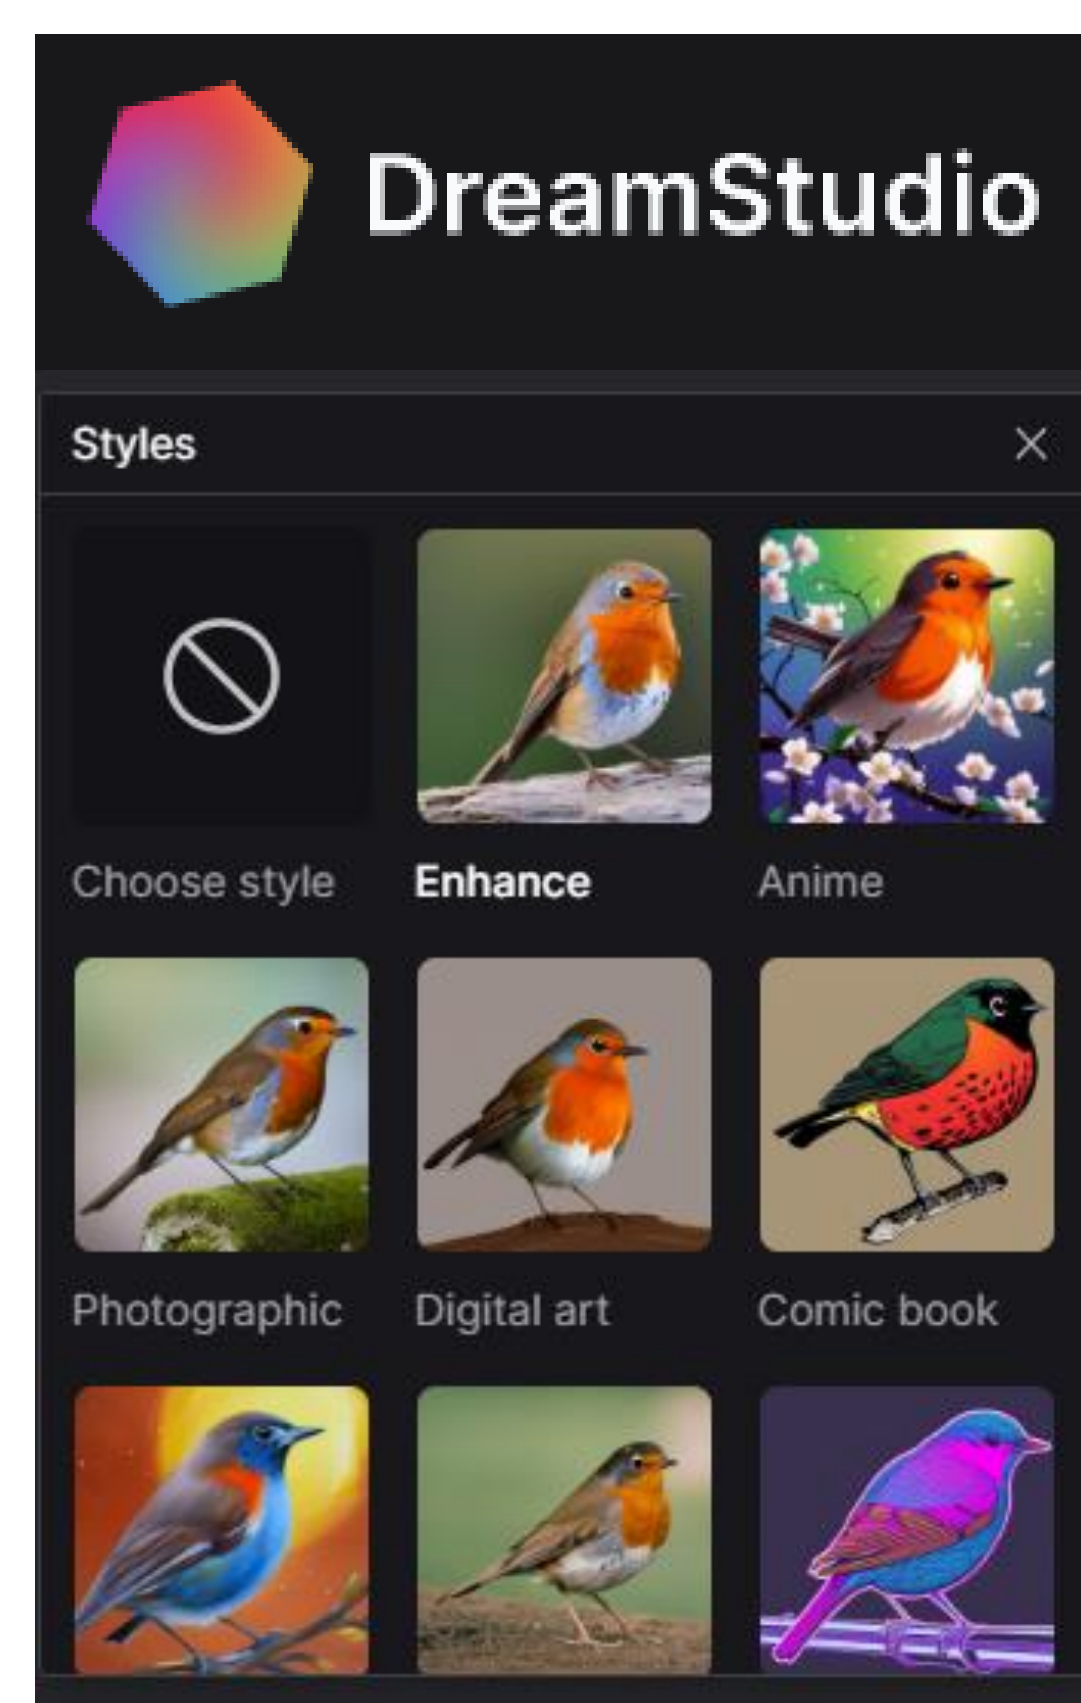 DreamStudio
Styles
Choose style
Enhance
Anime
Photographic
Digital art
Comic book